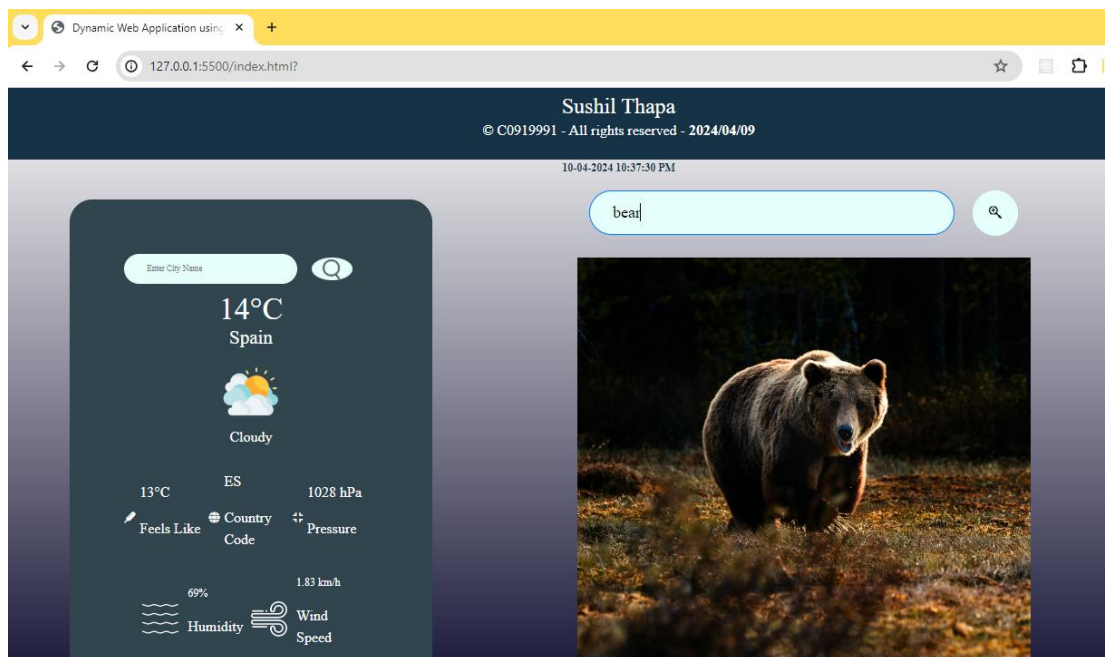 Dynamic Web Application using
127.0.0.1:5500/index.html?
Sushil Thapa
© C0919991 - All rights reserved - 2024/04/09
10-04-2024 10:37:30 PM
bear
Enter City Name
14°C
Spain
Cloudy
13°C
Feels Like
ES
Country
Code
1028 hPa
Pressure
69%
Humidity
1.83 km/h
Wind
Speed